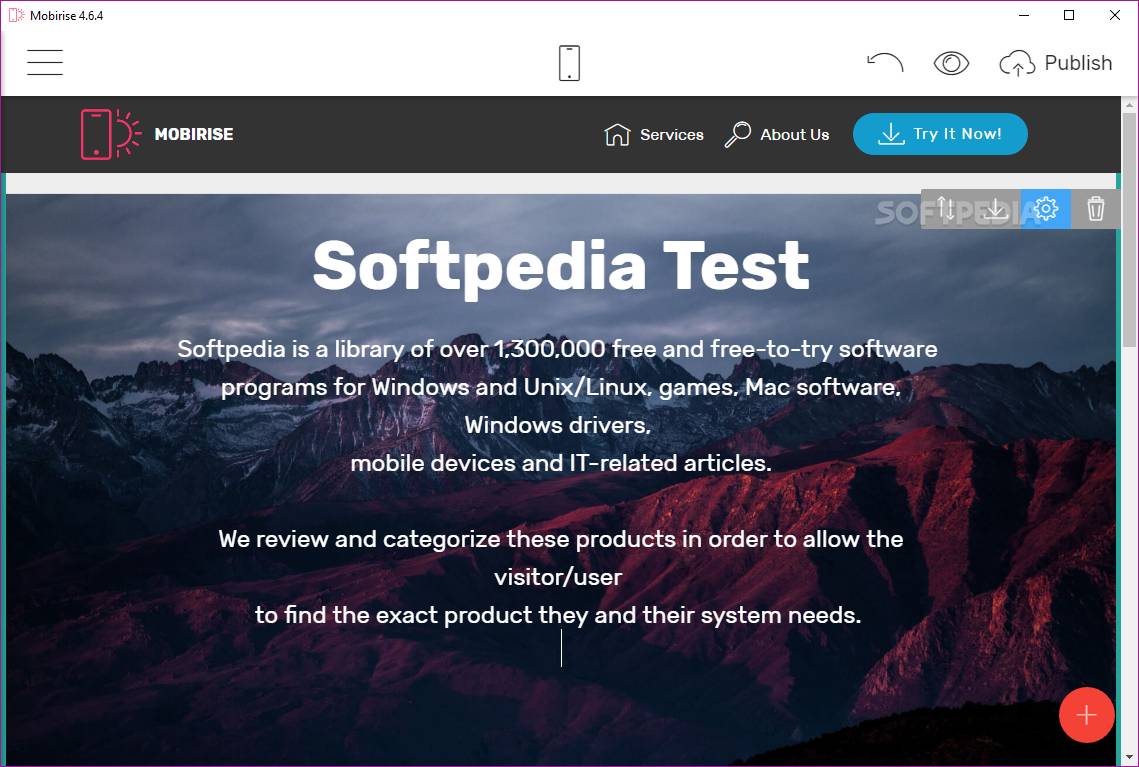 Mobirise 4.6.4
Publish
MOBIRISE
Services
About Us
Try It Now!
SOFTPEDIA
Softpedia Test
Softpedia is a library of over 1,300,000 free and free-to-try software
programs for Windows and Unix/Linux, games, Mac software,
Windows drivers,
mobile devices and IT-related articles.
We review and categorize these products in order to allow the
visitor/user
to find the exact product they and their system needs.